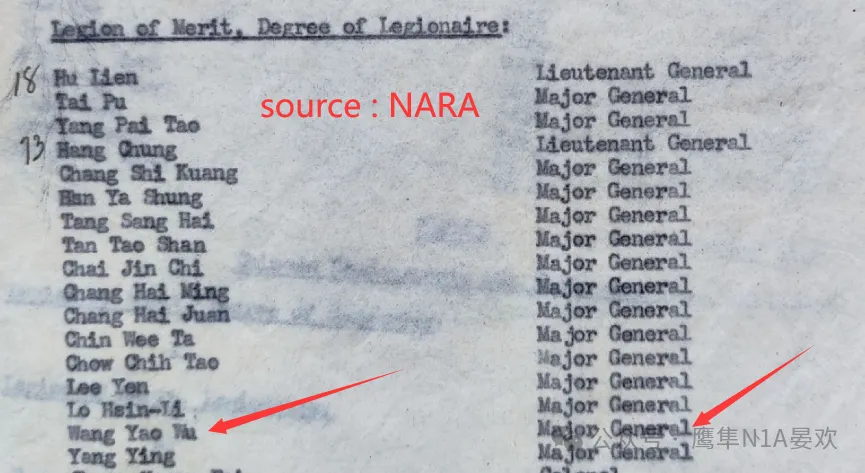 Legion of Merit, Degree of Legionaire:
18 Hu Lien Lieutenant General
Tai Pu Major General
source : NARA
Yang Pai Tao Major General
73 Hang Chung Lieutenant General
Chang Shi Kuang Major General
Hsn Ya Shung Major General
Tang Sang Hai Major General
Tan Tao Shan Major General
Chai Jin Chi Major General
Chang Hai Ming Major General
Chang Hai Juan Major General
Chin Wee Ta Major General
Chow Chih Tao Major General
Lee Yen Major General
Lo Hsin-Li Major General
Wang Yao Wu Major General
Yang Ying Major General
Colonel
公众号 · 鹰隼N1A晏欢